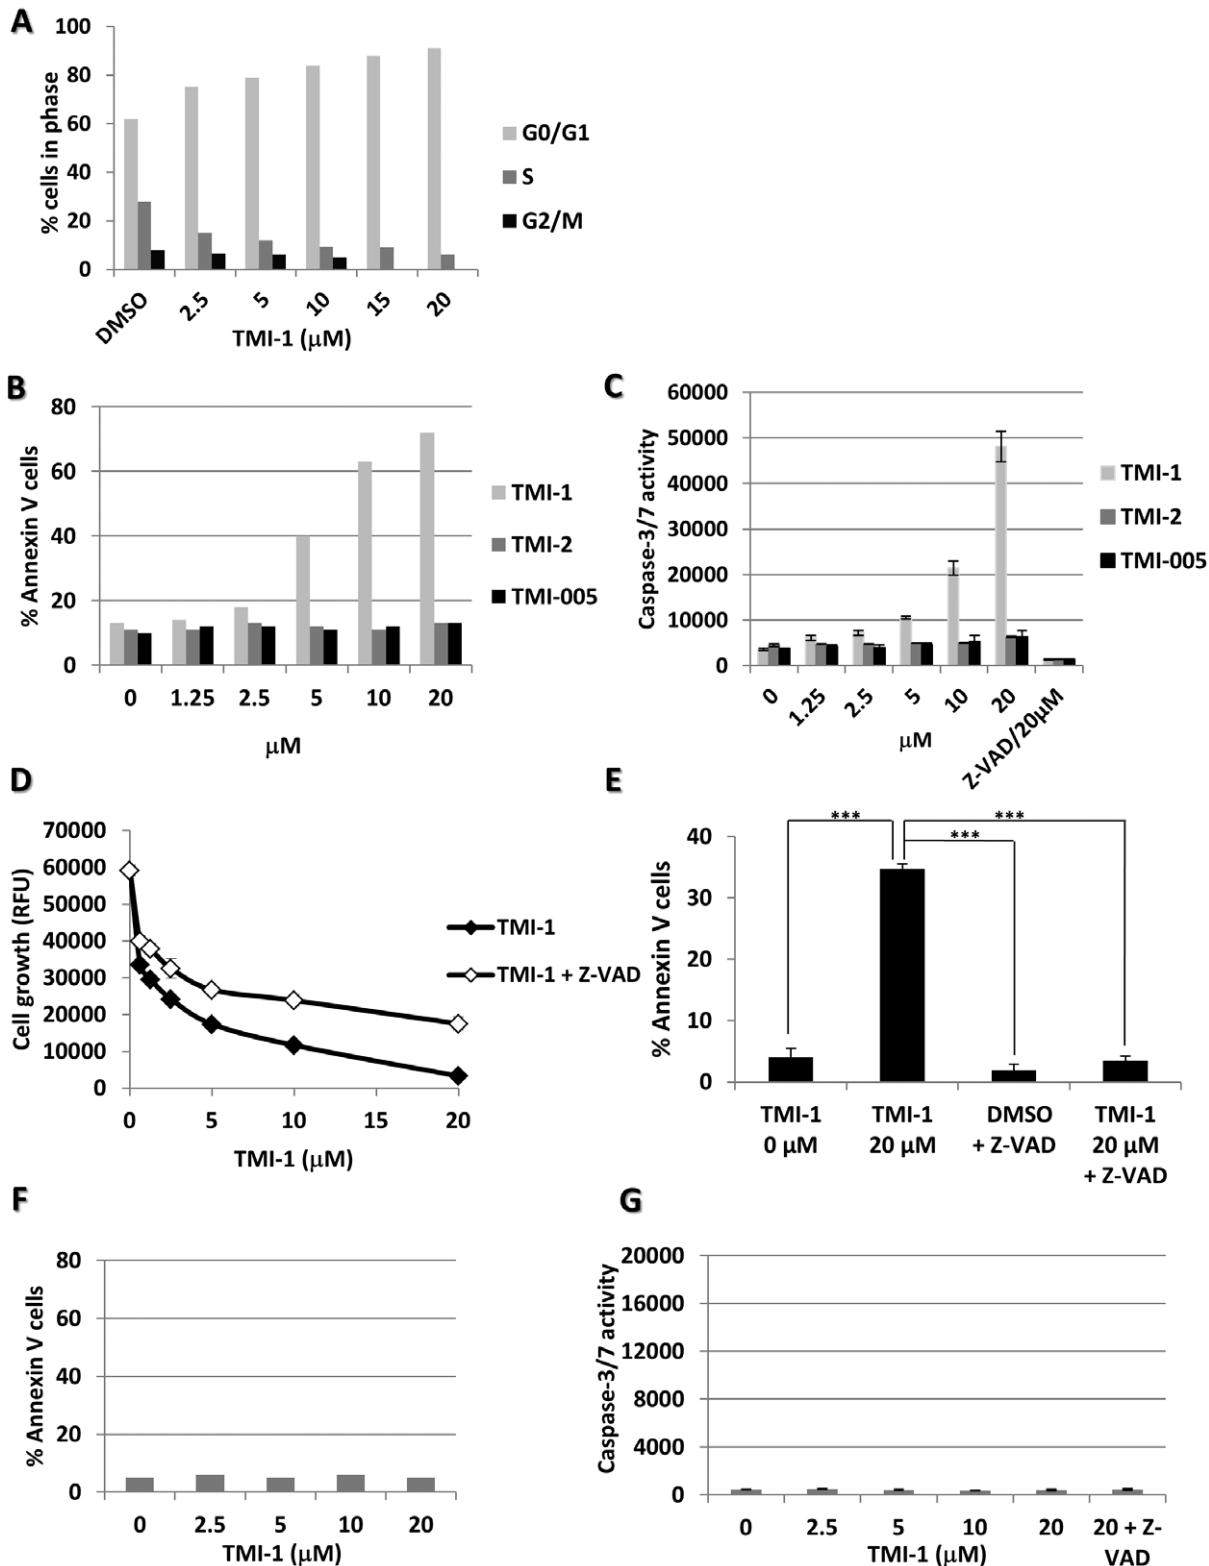 A
% cells in phase
100
80
60
40
20
0
DMSO
2.5
5
10
15
20
TMI-1 (μM)
G0/G1
S
G2/M
B
% Annexin V cells
80
60
40
20
0
0
1.25
2.5
5
10
20
μM
TMI-1
TMI-2
TMI-005
C
Caspase-3/7 activity
60000
50000
40000
30000
20000
10000
0
0
1.25
2.5
5
10
20
Z-VAD/20μM
μM
TMI-1
TMI-2
TMI-005
D
Cell growth (RFU)
70000
60000
50000
40000
30000
20000
10000
0
0
5
10
15
20
TMI-1 (μM)
TMI-1
TMI-1 + Z-VAD
E
% Annexin V cells
40
30
20
10
0
***
***
***
TMI-1
0 μM
TMI-1
20 μM
DMSO
+ Z-VAD
TMI-1
20 μM
+ Z-VAD
F
% Annexin V cells
80
60
40
20
0
0
2.5
5
10
20
TMI-1 (μM)
G
Caspase-3/7 activity
20000
16000
12000
8000
4000
0
0
2.5
5
10
20
20 + Z-
VAD
TMI-1 (μM)